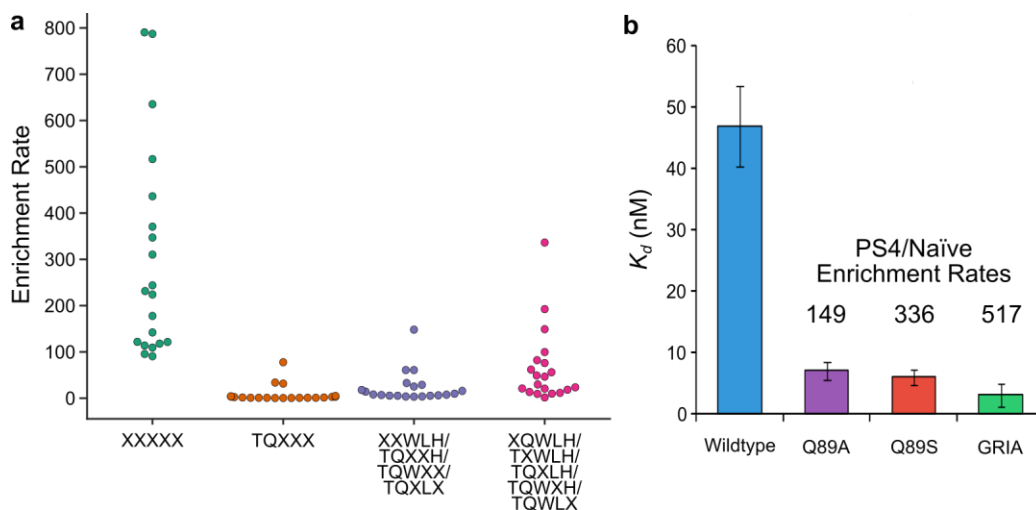 a
Enrichment Rate
800
700
600
500
400
300
200
100
0
XXXXX
TQXXX
XXWLH/
TQXXH/
TQWXX/
TQXLX
XQWLH/
TXWLH/
TQXLH/
TQWXH/
TQWLX
b
K_d (nM)
60
50
40
30
20
10
0
PS4/Naïve
Enrichment Rates
149 336 517
Wildtype Q89A Q89S GRIA